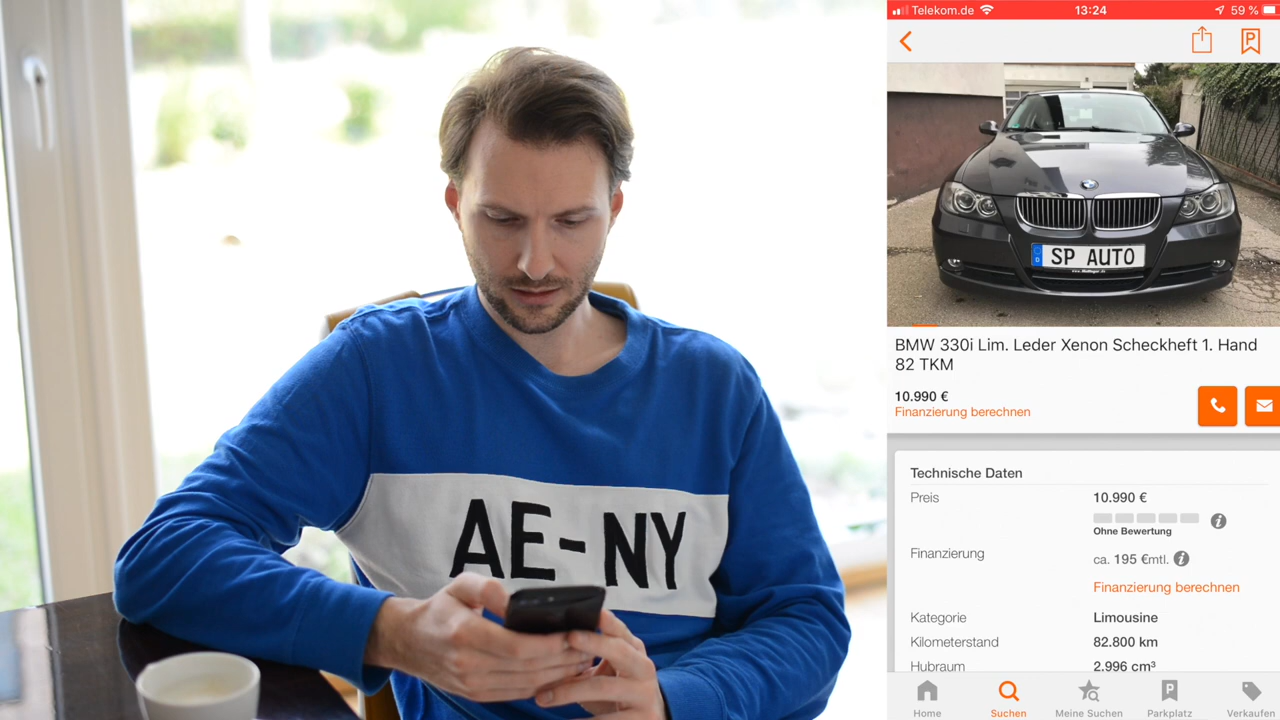 AE-NY
Telekom.de 13:24 59 %
P
SP AUTO
BMW 330i Lim. Leder Xenon Scheckheft 1. Hand
82 TKM
10.990 €
Finanzierung berechnen
Technische Daten
Preis 10.990 €
Ohne Bewertung
Finanzierung ca. 195 €mtl.
Finanzierung berechnen
Kategorie Limousine
Kilometerstand 82.800 km
Hubraum 2.996 cm³
Home Suchen Meine Suchen Parkplatz Verkaufen